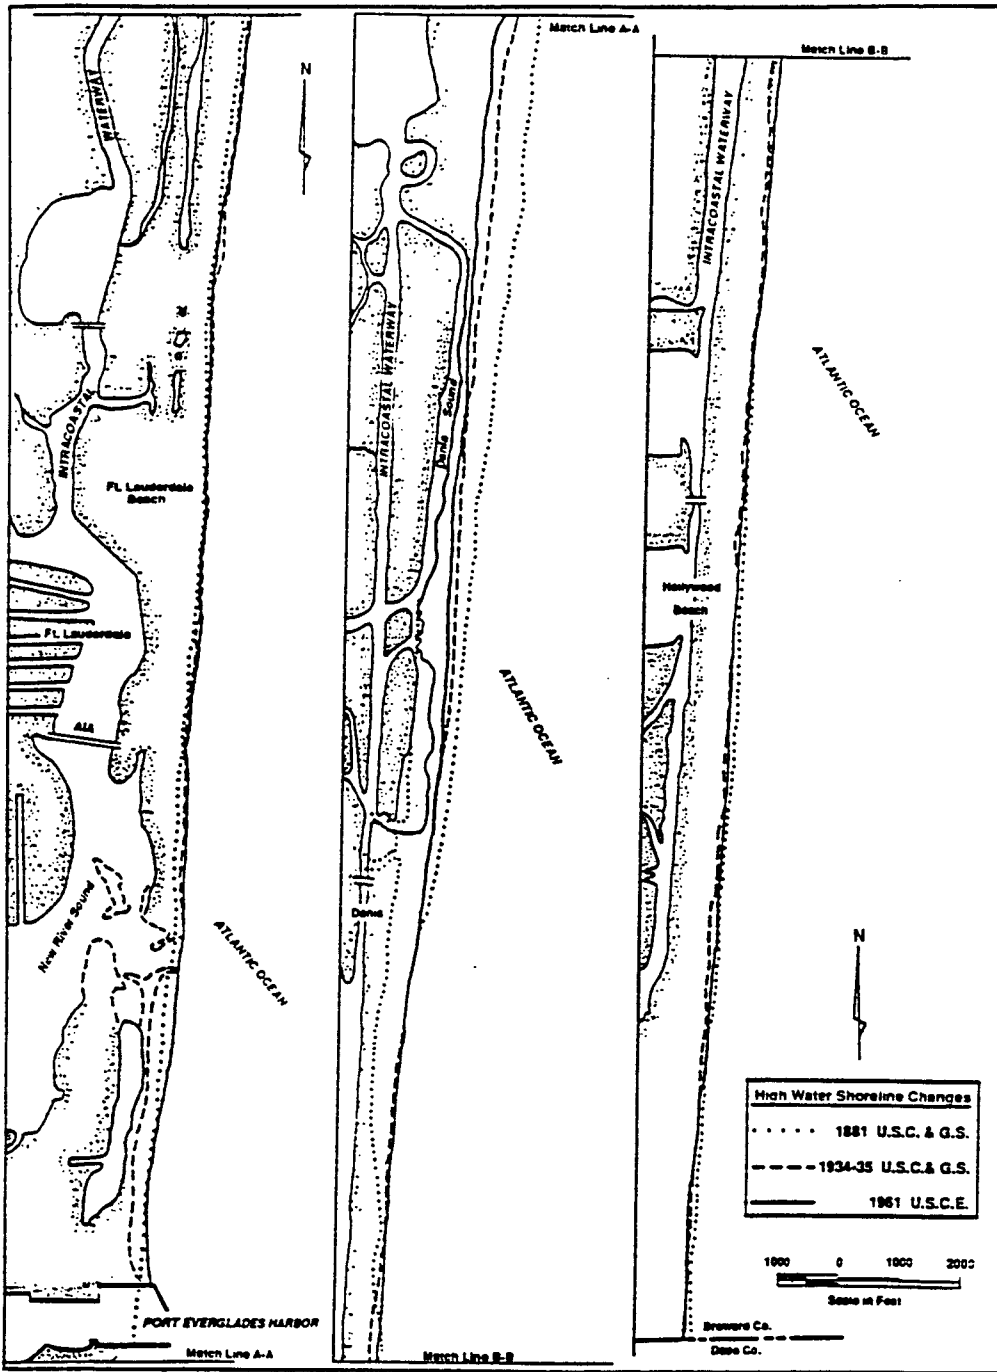 WATERWAY
N
INTRACOASTAL
Ft. Lauderdale
Beach
Ft. Lauderdale
A1A
New River Sound
ATLANTIC OCEAN
PORT EVERGLADES HARBOR
Match Line A-A
Match Line A-A
INTRACOASTAL WATERWAY
Dania Sound
ATLANTIC OCEAN
Dania
Match Line B-B
Match Line B-B
INTRACOASTAL WATERWAY
ATLANTIC OCEAN
Hollywood
Beach
N
High Water Shoreline Changes
1881 U.S.C. & G.S.
1934-35 U.S.C.& G.S.
1961 U.S.C.E.
1000 0 1000 2000
Scale in Feet
Broward Co.
Dade Co.